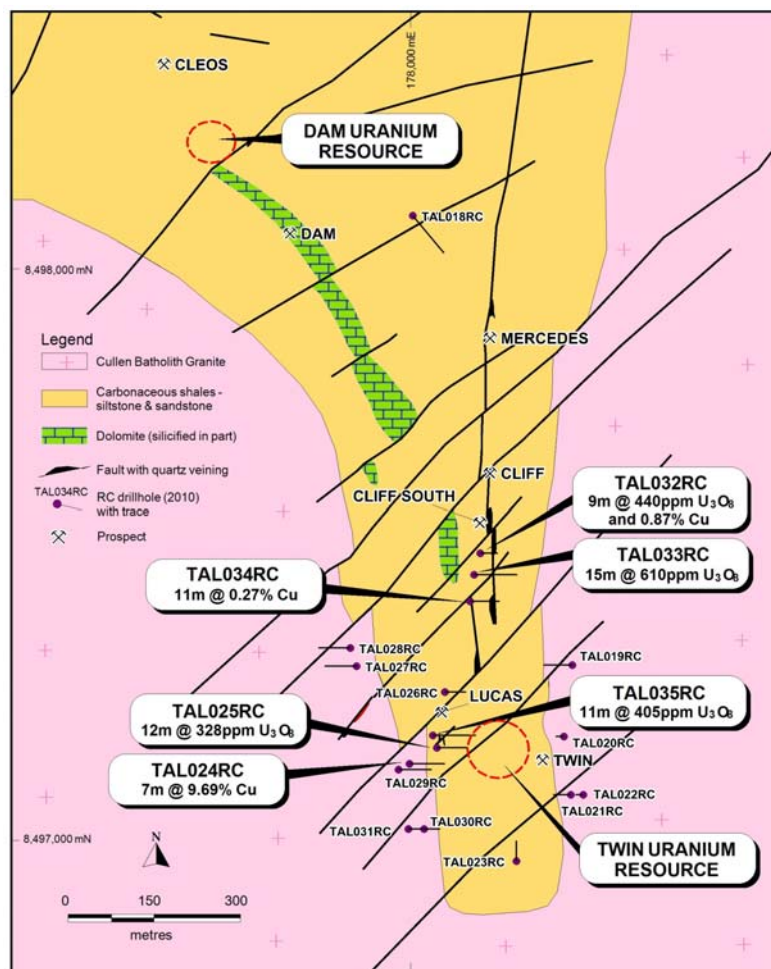 CLEOS
178,000 mE
DAM URANIUM
RESOURCE
TAL018RC
DAM
8,498,000 mN
MERCEDES
Legend
Cullen Batholith Granite
Carbonaceous shales -
siltstone & sandstone
Dolomite (silicified in part)
Fault with quartz veining
TAL034RC
RC drillhole (2010)
with trace
Prospect
CLIFF
CLIFF SOUTH
TAL032RC
9m @ 440ppm U₃O₈
and 0.87% Cu
TAL033RC
15m @ 610ppm U₃O₈
TAL034RC
11m @ 0.27% Cu
TAL028RC
TAL027RC
TAL019RC
TAL026RC
LUCAS
TAL035RC
11m @ 405ppm U₃O₈
TAL025RC
12m @ 328ppm U₃O₈
TAL020RC
TWIN
TAL024RC
7m @ 9.69% Cu
TAL029RC
TAL022RC
TAL021RC
TAL031RC
TAL030RC
8,497,000 mN
TAL023RC
TWIN URANIUM
RESOURCE
N
0 150 300
metres